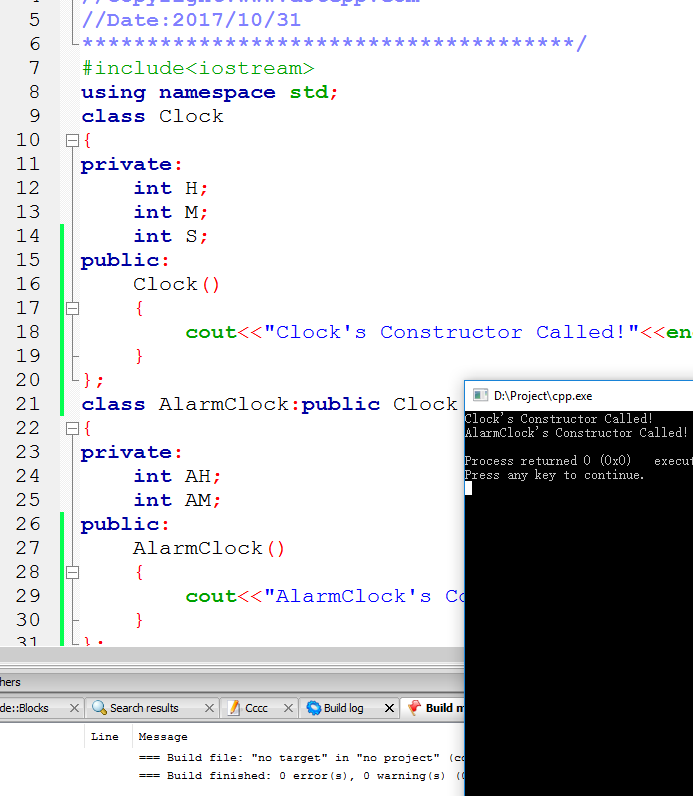 5 //Date:2017/10/31
6 **************************************/
7 #include<iostream>
8 using namespace std;
9 class Clock
10 {
11 private:
12 int H;
13 int M;
14 int S;
15 public:
16 Clock()
17 {
18 cout<<"Clock's Constructor Called!"<<en
19 }
20 };
21 class AlarmClock:public Clock
22 {
23 private:
24 int AH;
25 int AM;
26 public:
27 AlarmClock()
28 {
29 cout<<"AlarmClock's Co
30 }
31 };
D:\Project\cpp.exe
Clock's Constructor Called!
AlarmClock's Constructor Called!
Process returned 0 (0x0) execut
Press any key to continue.
hers
de::Blocks
Search results
Cccc
Build log
Build m
Line Message
=== Build file: "no target" in "no project" (co
=== Build finished: 0 error(s), 0 warning(s) (0